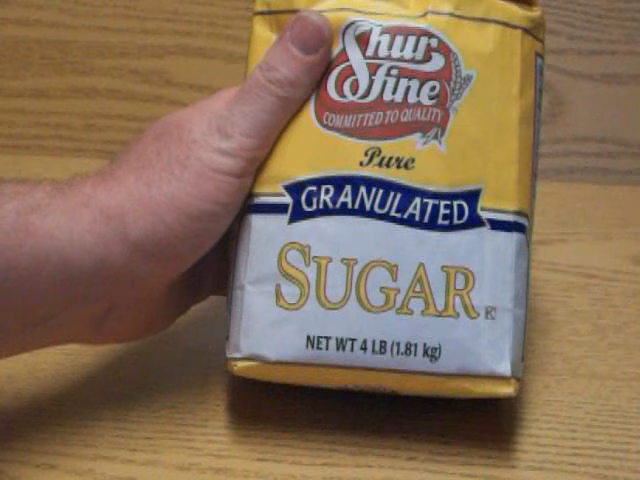 Shur
fine
COMMITTED TO QUALITY
Pure
GRANULATED
SUGAR
K
NET WT 4 LB (1.81 kg)